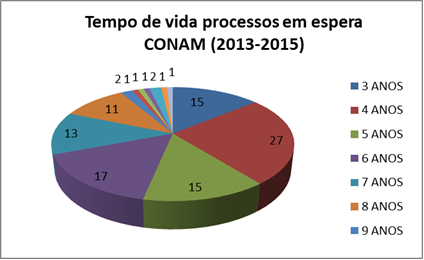 Tempo de vida processos em espera
CONAM (2013-2015)
2 1 1 1 2 1 1
15
27
15
17
13
11
3 ANOS
4 ANOS
5 ANOS
6 ANOS
7 ANOS
8 ANOS
9 ANOS